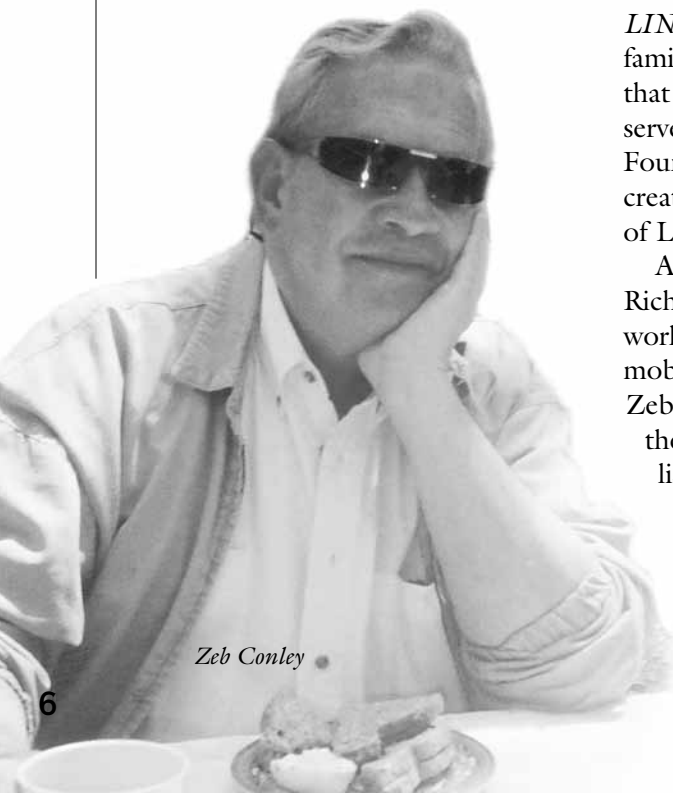 LIN
fami
that
serve
Four
creat
of L
A
Rich
work
mob
Zeb
the
li
Zeb Conley
6